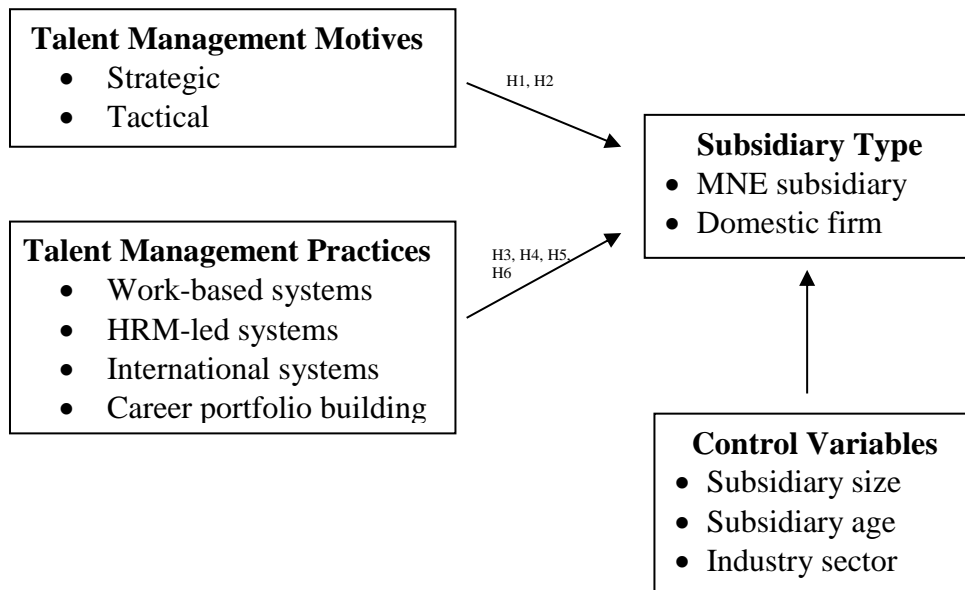 Talent Management Motives
• Strategic
• Tactical
H1, H2
Subsidiary Type
• MNE subsidiary
• Domestic firm
Talent Management Practices
• Work-based systems
• HRM-led systems
• International systems
• Career portfolio building
H3, H4, H5,
H6
Control Variables
• Subsidiary size
• Subsidiary age
• Industry sector